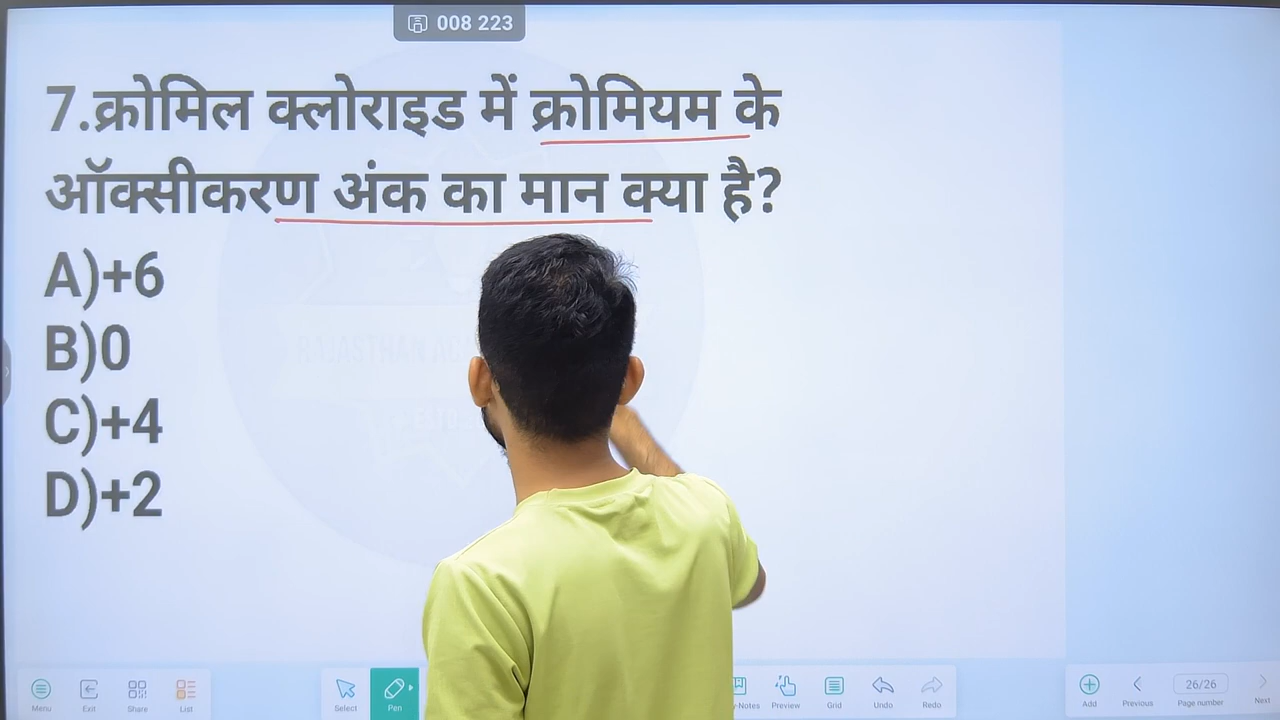 008 223
7.क्रोमिल क्लोराइड में क्रोमियम के
ऑक्सीकरण अंक का मान क्या है?
A)+6
B)0
C)+4
D)+2
Menu
Exit
Share
List
Select
Pen
Preview
Grid
Undo
Redo
Add
Previous
26/26
Page number
Next